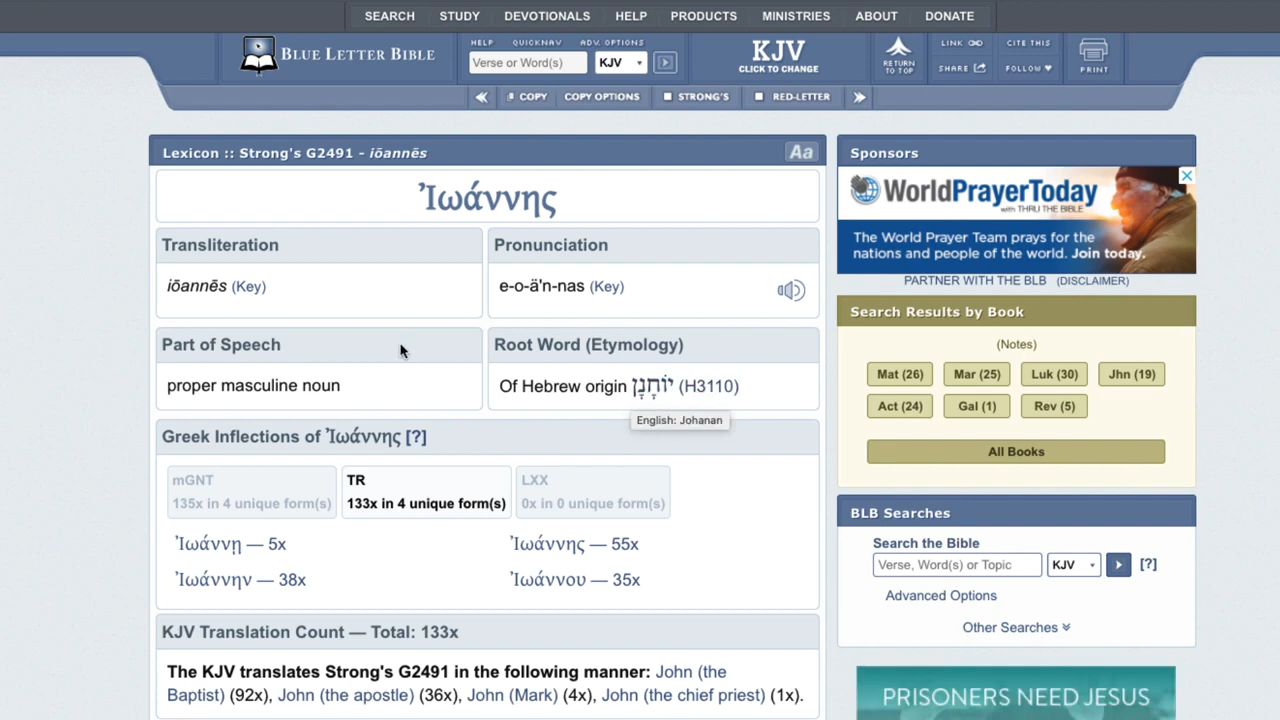 SEARCH STUDY DEVOTIONALS HELP PRODUCTS MINISTRIES ABOUT DONATE
BLUE LETTER BIBLE
HELP QUICKNAV ADV. OPTIONS
Verse or Word(s) KJV
KJV
CLICK TO CHANGE
RETURN
TO TOP
LINK CITE THIS
SHARE FOLLOW
PRINT
COPY COPY OPTIONS STRONG'S RED-LETTER
Lexicon :: Strong's G2491 - iōannēs Aa
Ἰωάννης
Transliteration
iōannēs (Key)
Pronunciation
e-o-ä'n-nas (Key)
Part of Speech
proper masculine noun
Root Word (Etymology)
Of Hebrew origin יוֹחָנָן (H3110)
English: Johanan
Greek Inflections of Ἰωάννης [?]
mGNT
135x in 4 unique form(s)
TR
133x in 4 unique form(s)
LXX
0x in 0 unique form(s)
Ἰωάννῃ — 5x Ἰωάννης — 55x
Ἰωάννην — 38x Ἰωάννου — 35x
KJV Translation Count — Total: 133x
The KJV translates Strong's G2491 in the following manner: John (the
Baptist) (92x), John (the apostle) (36x), John (Mark) (4x), John (the chief priest) (1x).
Sponsors
WorldPrayerToday
with THRU THE BIBLE
The World Prayer Team prays for the
nations and people of the world. Join today.
PARTNER WITH THE BLB (DISCLAIMER)
Search Results by Book
(Notes)
Mat (26) Mar (25) Luk (30) Jhn (19)
Act (24) Gal (1) Rev (5)
All Books
BLB Searches
Search the Bible
Verse, Word(s) or Topic KJV [?]
Advanced Options
Other Searches
PRISONERS NEED JESUS